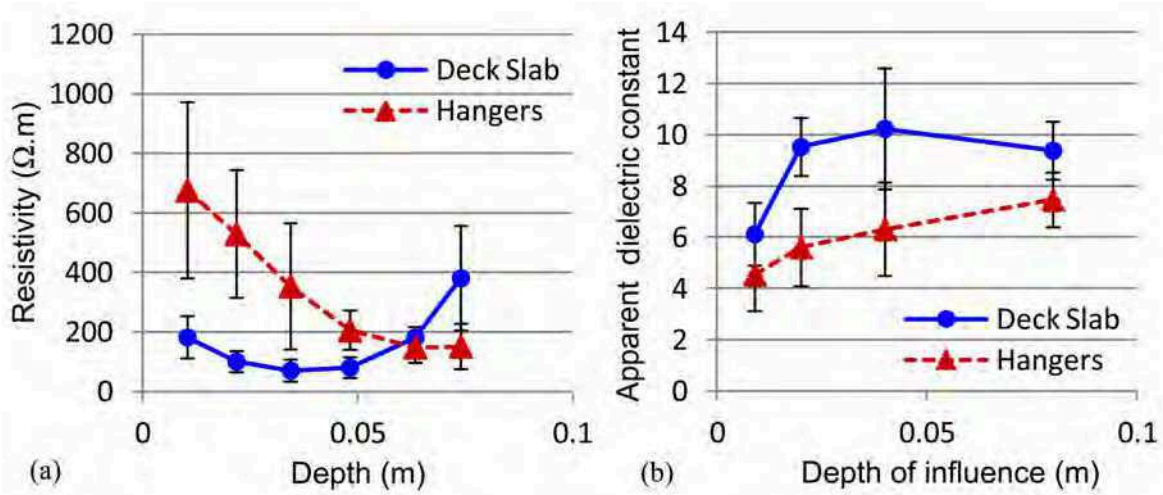 1200
1000
800
600
400
200
0
Resistivity (Ω.m)
Deck Slab
Hangers
0
0.05
0.1
(a)
Depth (m)
14
12
10
8
6
4
2
0
Apparent dielectric constant
Deck Slab
Hangers
0
0.05
0.1
(b)
Depth of influence (m)